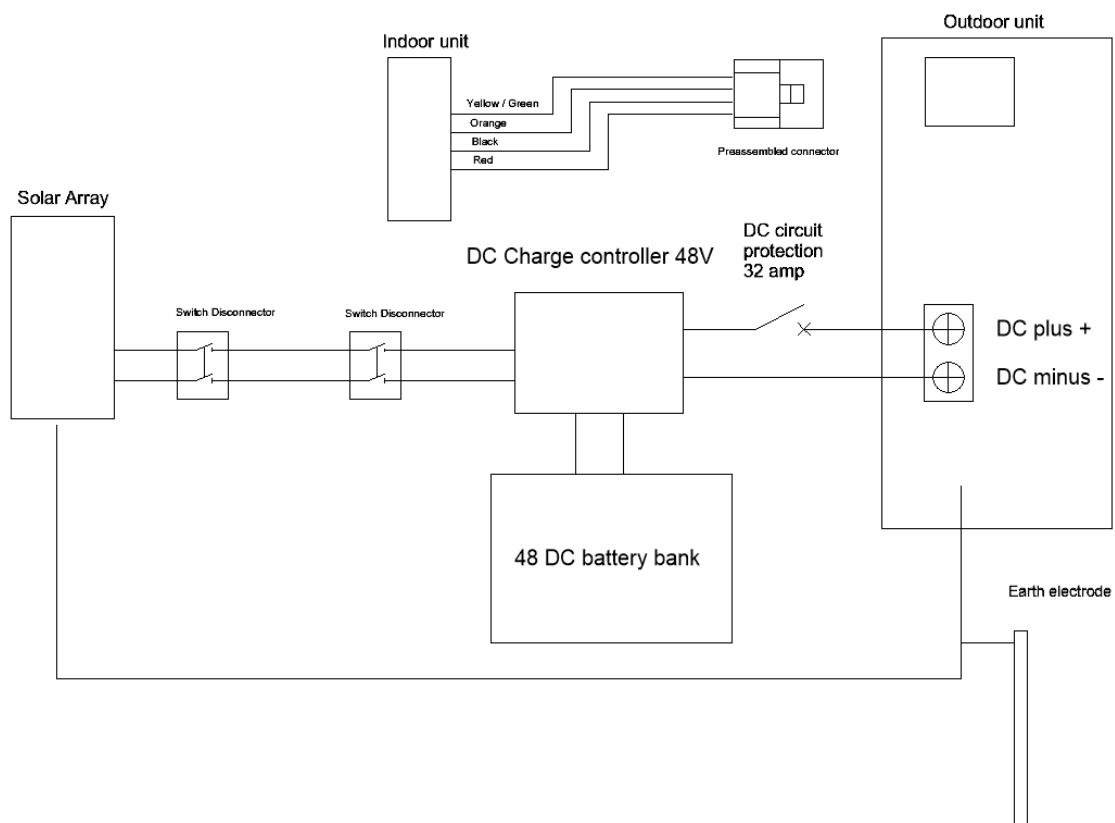 Outdoor unit
Indoor unit
Yellow / Green
Orange
Black
Red
Preassembled connector
Solar Array
DC circuit
protection
32 amp
DC Charge controller 48V
Switch Disconnector
Switch Disconnector
DC plus +
DC minus -
48 DC battery bank
Earth electrode